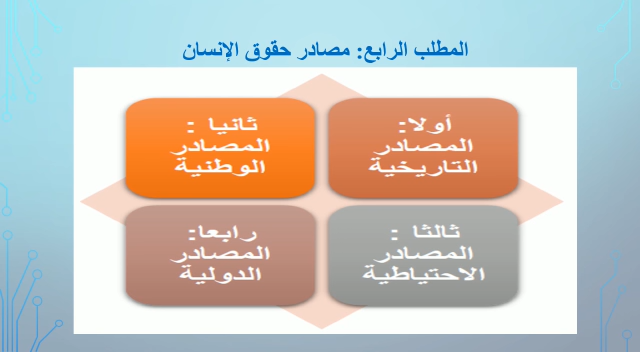 المطلب الرابع: مصادر حقوق الإنسان
أولا:
المصادر
التاريخية
ثانيا :
المصادر
الوطنية
ثالثا :
المصادر
الاحتياطية
رابعا:
المصادر
الدولية